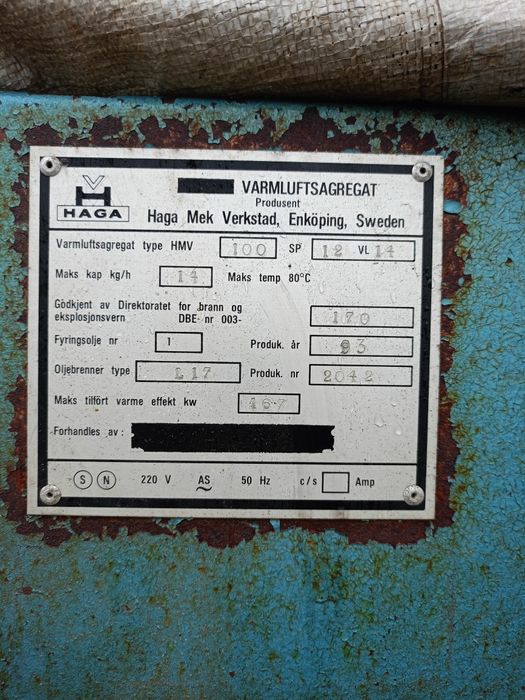 HAGA
VARMLUFTSAGREGAT
Produsent
Haga Mek Verkstad, Enköping, Sweden
Varmluftsagregat type HMV 100 SP 12 VL 14
Maks kap kg/h 14 Maks temp 80°C
Gödkjent av Direktoratet for brann og
eksplosjonsvern DBE nr 003- 170
Fyringsolje nr 1 Produk. år 93
Oljebrenner type L17 Produk. nr 2042
Maks tilfört varme effekt kw 167
Forhandles av :
S N 220 V AS 50 Hz c/s Amp